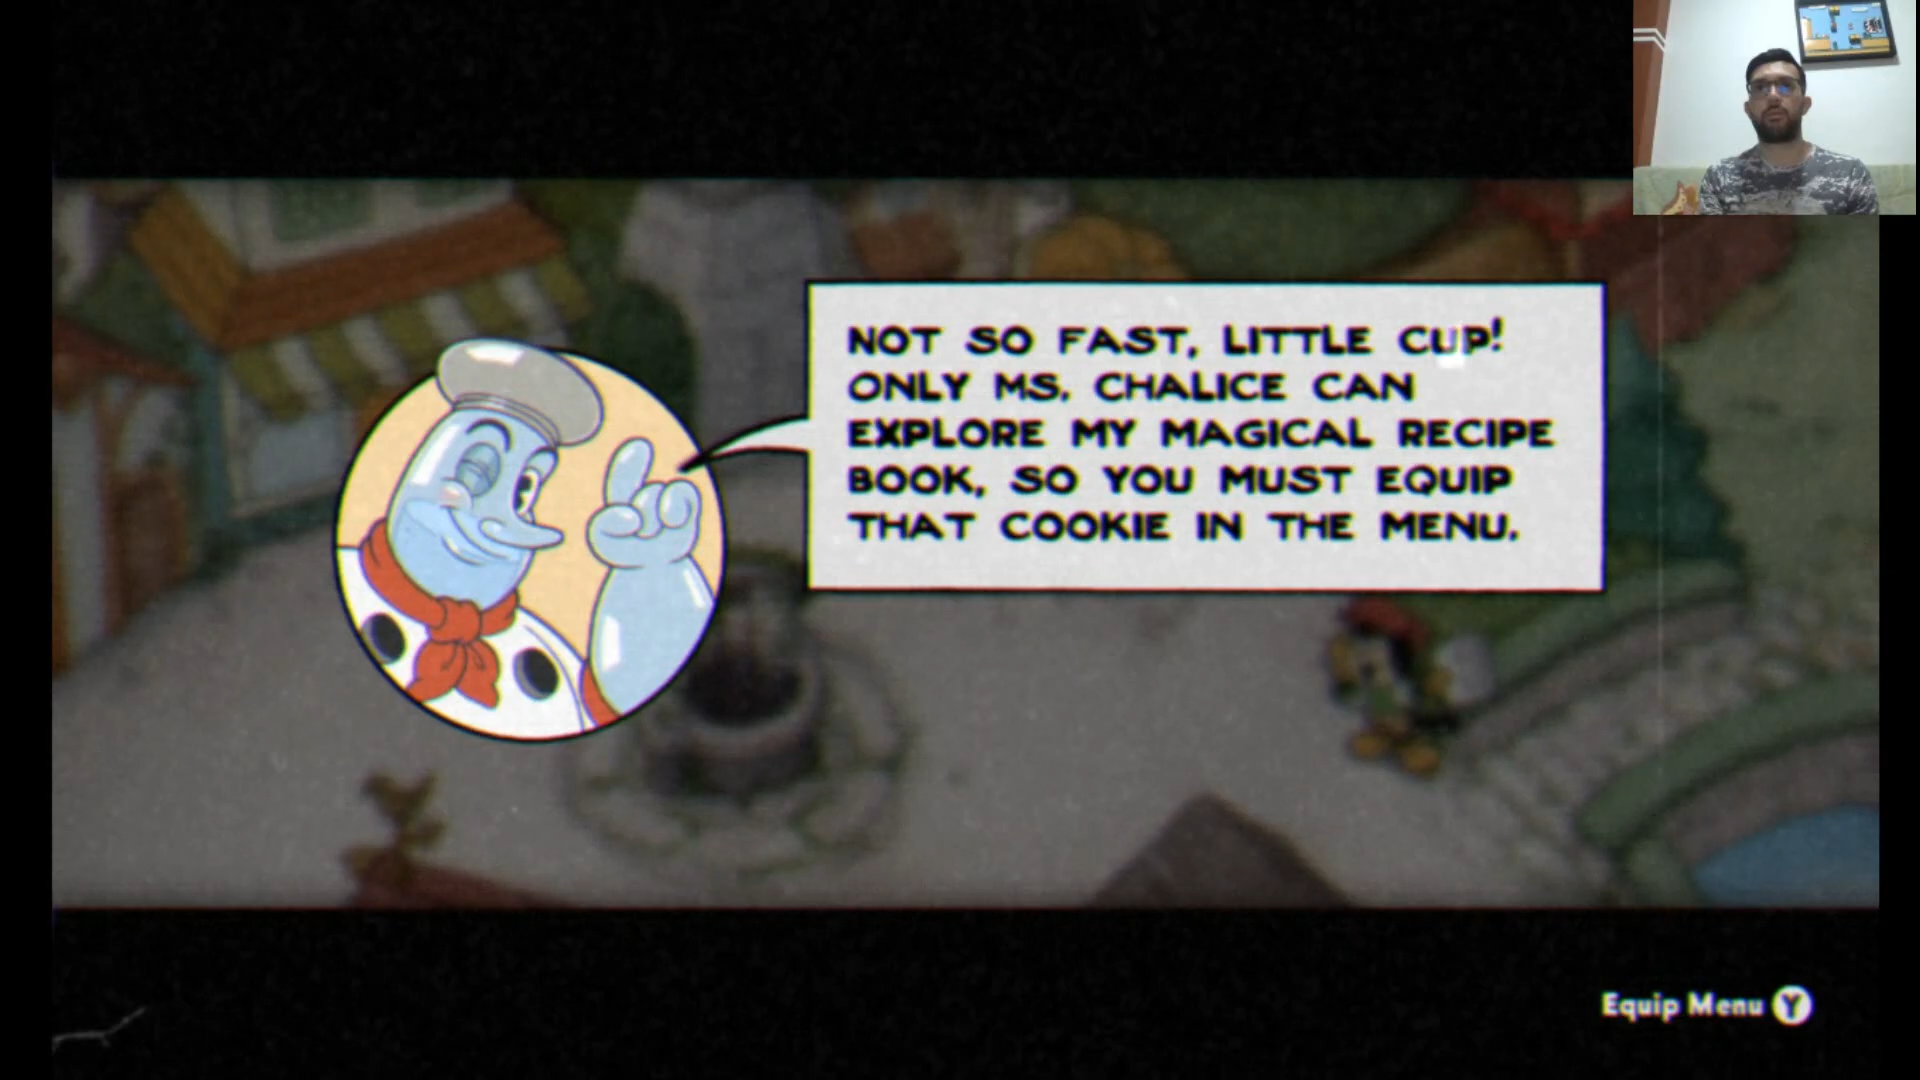 NOT SO FAST, LITTLE CUP!
ONLY MS. CHALICE CAN
EXPLORE MY MAGICAL RECIPE
BOOK, SO YOU MUST EQUIP
THAT COOKIE IN THE MENU.
Equip Menu Y